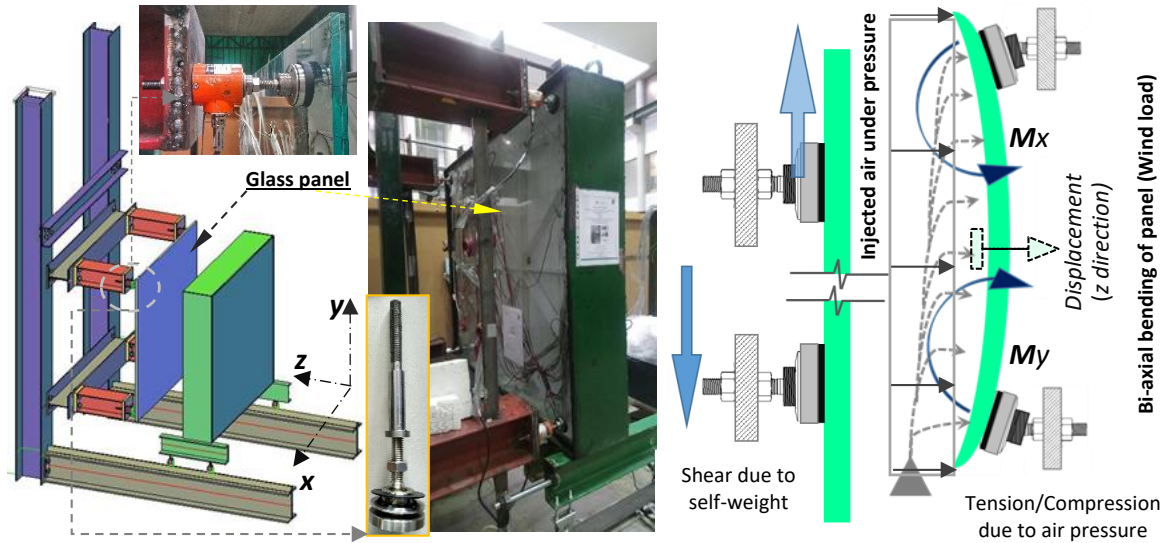 Glass panel
y
z
x
Shear due to
self-weight
Injected air under pressure
Mx
My
Displacement
(z direction)
Tension/Compression
due to air pressure
Bi-axial bending of panel (Wind load)